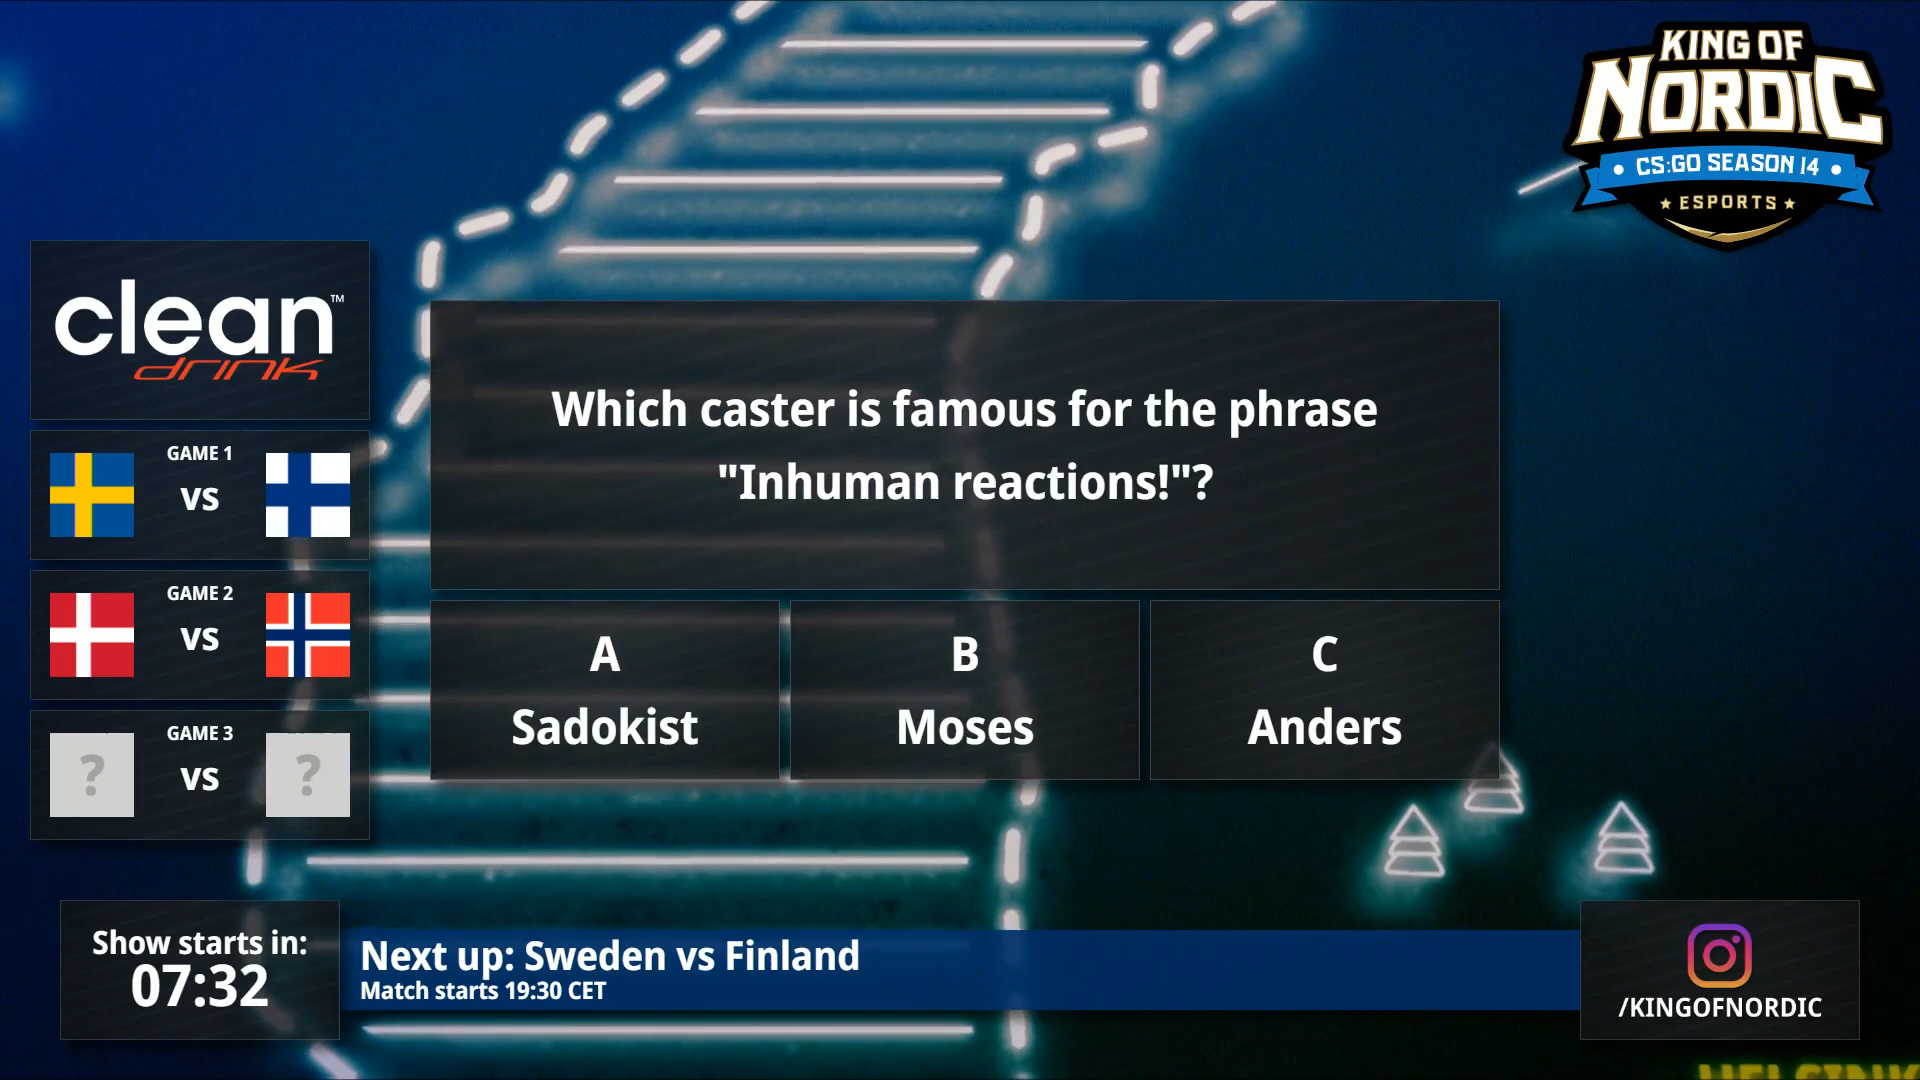 KING OF
NORDIC
CS:GO SEASON 14
ESPORTS
clean™
drink
GAME 1
VS
GAME 2
VS
GAME 3
? VS ?
Which caster is famous for the phrase
"Inhuman reactions!"?
A
Sadokist
B
Moses
C
Anders
Show starts in:
07:32
Next up: Sweden vs Finland
Match starts 19:30 CET
/KINGOFNORDIC